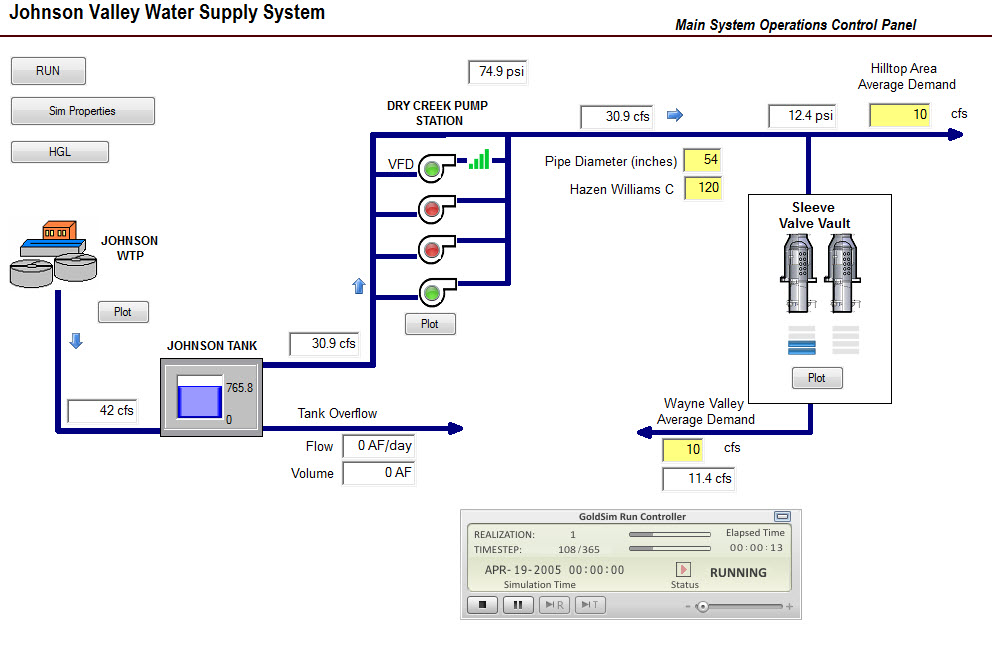 Johnson Valley Water Supply System
Main System Operations Control Panel
RUN
Sim Properties
HGL
74.9 psi
DRY CREEK PUMP
STATION
30.9 cfs
12.4 psi
Hilltop Area
Average Demand
10 cfs
VFD
Pipe Diameter (inches) 54
Hazen Williams C 120
Sleeve
Valve Vault
JOHNSON
WTP
Plot
Plot
JOHNSON TANK
30.9 cfs
765.8
0
42 cfs
Plot
Tank Overflow
Flow 0 AF/day
Volume 0 AF
Wayne Valley
Average Demand
10 cfs
11.4 cfs
GoldSim Run Controller
REALIZATION: 1
Elapsed Time
TIMESTEP: 108/365
00:00:13
APR-19-2005 00:00:00
Simulation Time
Status
RUNNING
R
T
- +